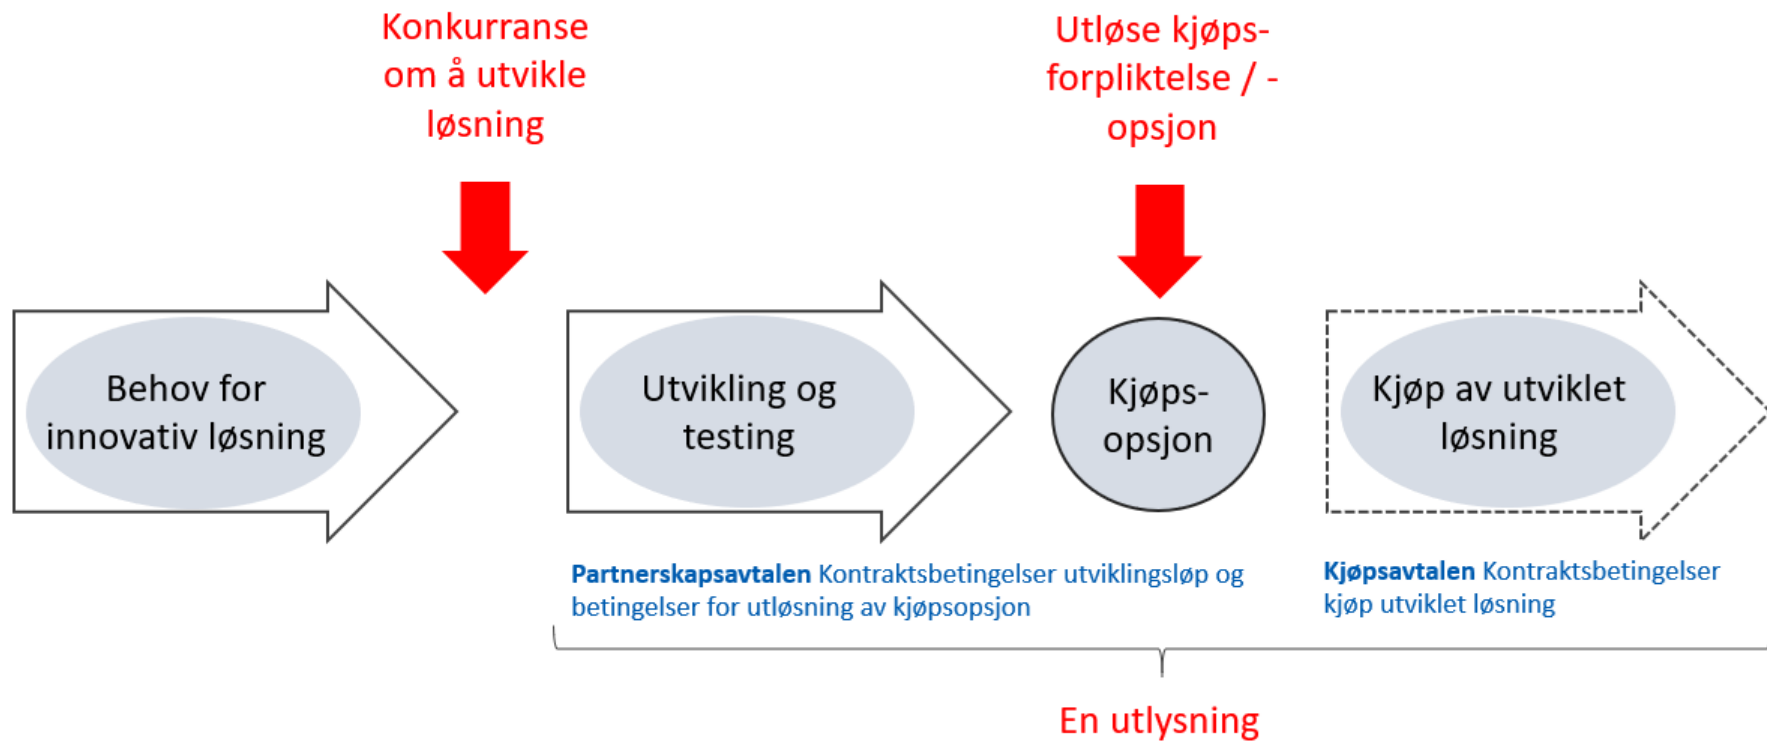 Konkurranse
om å utvikle
løsning
Utløse kjøps-
forpliktelse / -
opsjon
Behov for
innovativ løsning
Utvikling og
testing
Kjøps-
opsjon
Kjøp av utviklet
løsning
Partnerskapsavtalen Kontraktsbetingelser utviklingsløp og
betingelser for utløsning av kjøpsopsjon
Kjøpsavtalen Kontraktsbetingelser
kjøp utviklet løsning
En utlysning